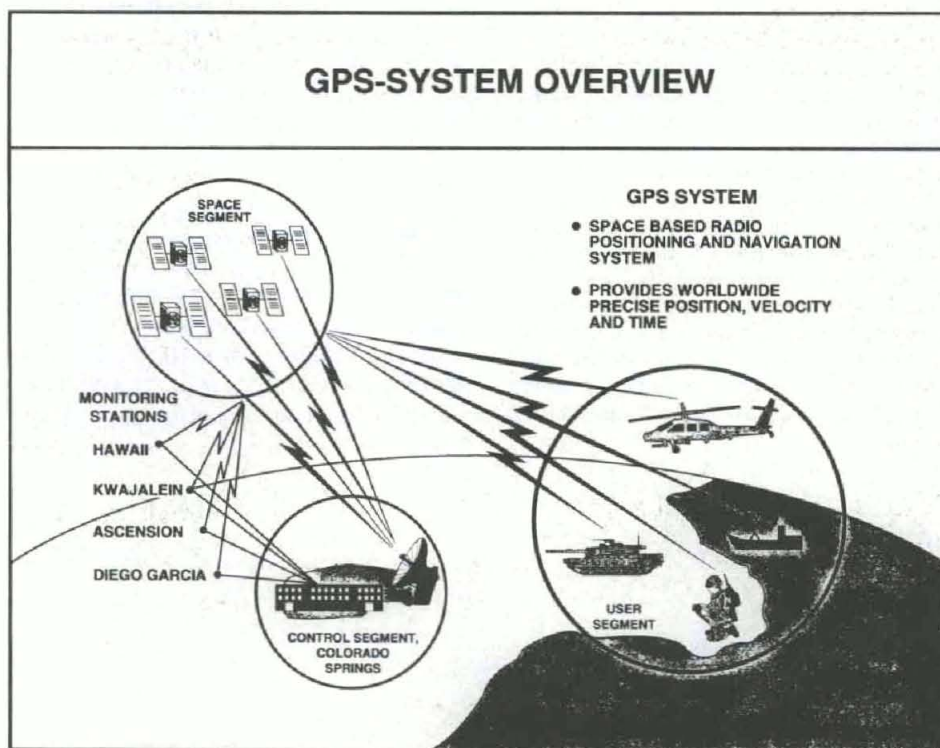 GPS-SYSTEM OVERVIEW
SPACE
SEGMENT
GPS SYSTEM
• SPACE BASED RADIO
POSITIONING AND NAVIGATION
SYSTEM
• PROVIDES WORLDWIDE
PRECISE POSITION, VELOCITY
AND TIME
MONITORING
STATIONS
HAWAII
KWAJALEIN
ASCENSION
DIEGO GARCIA
CONTROL SEGMENT,
COLORADO
SPRINGS
USER
SEGMENT